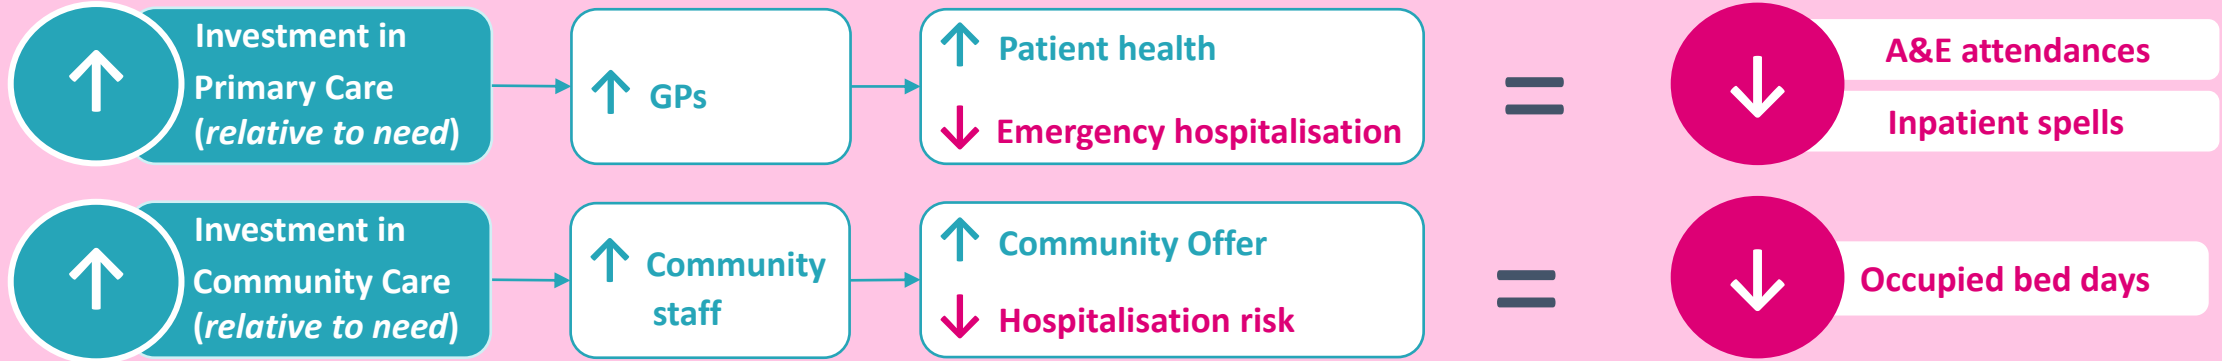 Investment in
Primary Care
(relative to need)
GPs
Patient health
Emergency hospitalisation
=
A&E attendances
Inpatient spells
Investment in
Community Care
(relative to need)
Community
staff
Community Offer
Hospitalisation risk
=
Occupied bed days